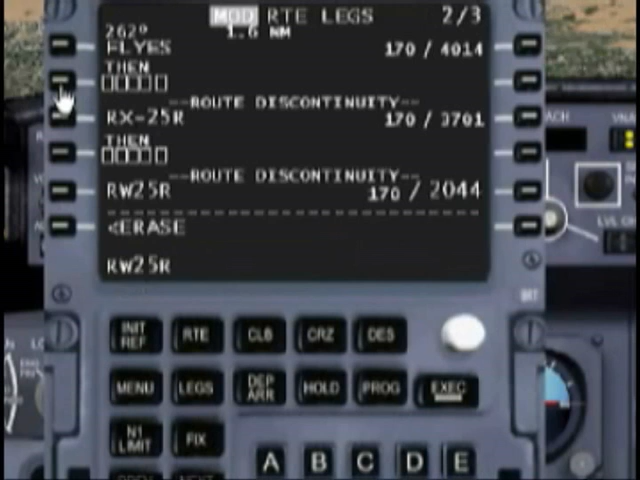 MOD RTE LEGS 2/3
262° 1.6 NM
FLYES 170 / 4014
THEN
□□□□□
--ROUTE DISCONTINUITY--
RX-25R 170 / 3701
THEN
□□□□□
--ROUTE DISCONTINUITY--
RW25R 170 / 2044
<ERASE
RW25R
INIT REF RTE CLB CRZ DES
MENU LEGS DEP ARR HOLD PROG EXEC
N1 LIMIT FIX
A B C D E